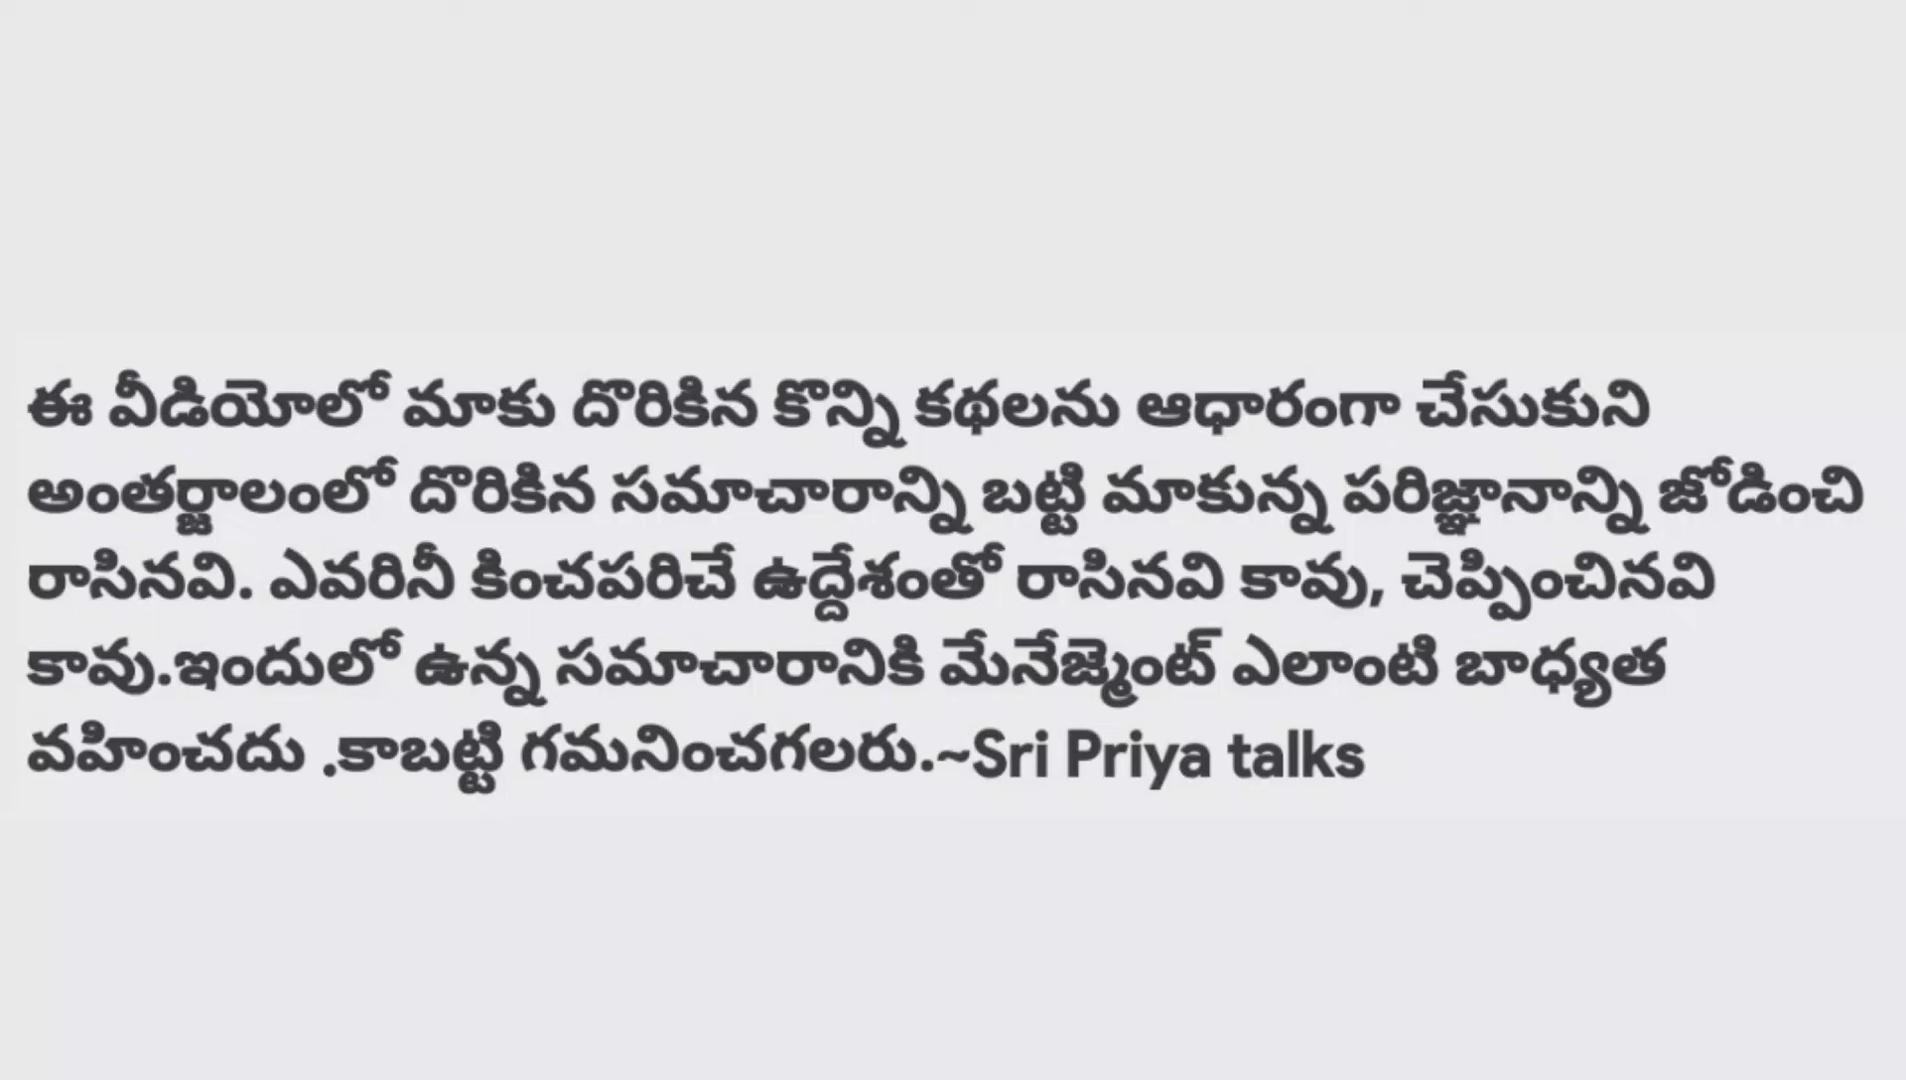 ఈ వీడియోలో మాకు దొరికిన కొన్ని కథలను ఆధారంగా చేసుకుని
అంతర్జాలంలో దొరికిన సమాచారాన్ని బట్టి మాకున్న పరిజ్ఞానాన్ని జోడించి
రాసినవి. ఎవరినీ కించపరిచే ఉద్దేశంతో రాసినవి కావు, చెప్పించినవి
కావు.ఇందులో ఉన్న సమాచారానికి మేనేజ్మెంట్ ఎలాంటి బాధ్యత
వహించదు .కాబట్టి గమనించగలరు.~Sri Priya talks